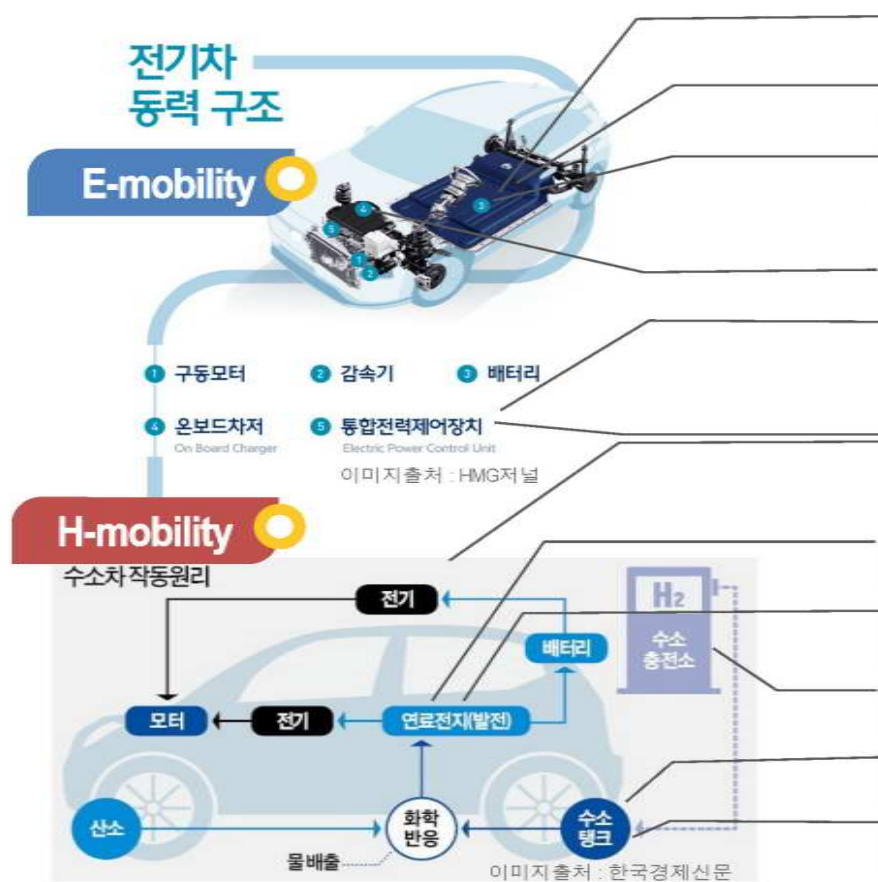 전기차
동력 구조
E-mobility
4
3
5
1
2
1 구동모터 2 감속기 3 배터리
4 온보드차저 5 통합전력제어장치
On Board Charger Electric Power Control Unit
이미지출처 : HMG저널
H-mobility
수소차 작동원리
전기
H2
수소
충전소
배터리
모터 전기 연료전지(발전)
산소
화학
반응
수소
탱크
물 배출
이미지출처 : 한국경제신문